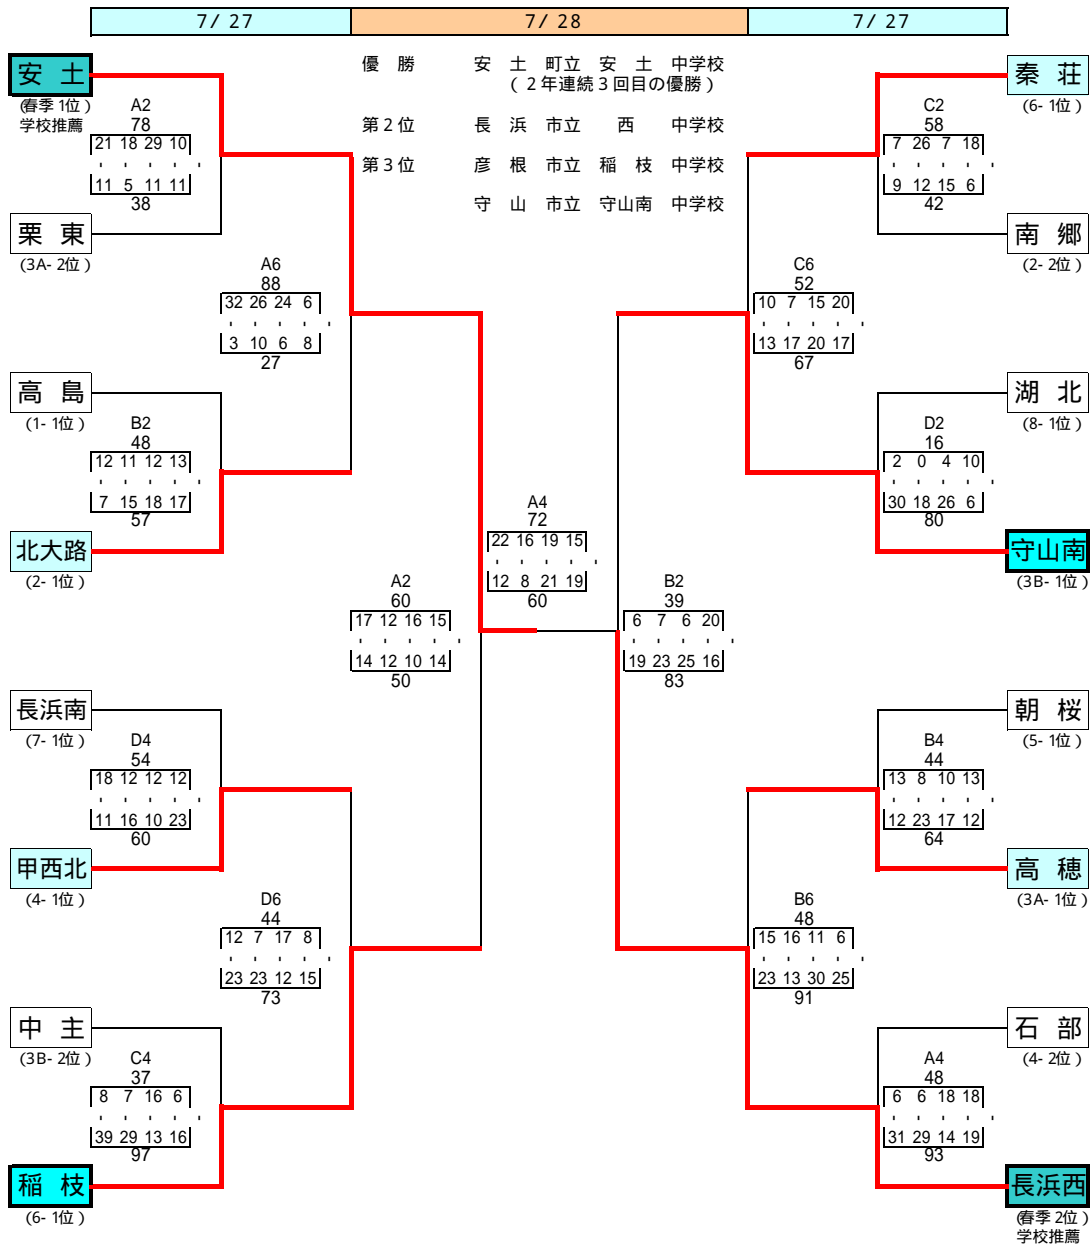 7/27 7/28 7/27
優 勝 安 土 町立 安 土 中学校
(2年連続3回目の優勝)
第2位 長 浜 市立 西 中学校
第3位 彦 根 市立 稲 枝 中学校
守 山 市立 守山南 中学校
安 土
(春季1位)
学校推薦
A2
78
21 18 29 10
11 5 11 11
38
栗 東
(3A-2位)
A6
88
32 26 24 6
3 10 6 8
27
高 島
(1-1位)
B2
48
12 11 12 13
7 15 18 17
57
北大路
(2-1位)
A2
60
17 12 16 15
14 12 10 14
50
長浜南
(7-1位)
D4
54
18 12 12 12
11 16 10 23
60
甲西北
(4-1位)
D6
44
12 7 17 8
23 23 12 15
73
中 主
(3B-2位)
C4
37
8 7 16 6
39 29 13 16
97
稲 枝
(6-1位)
A4
72
22 16 19 15
12 8 21 19
60
秦 荘
(6-1位)
C2
58
7 26 7 18
9 12 15 6
42
南 郷
(2-2位)
C6
52
10 7 15 20
13 17 20 17
67
湖 北
(8-1位)
D2
16
2 0 4 10
30 18 26 6
80
守山南
(3B-1位)
B2
39
6 7 6 20
19 23 25 16
83
朝 桜
(5-1位)
B4
44
13 8 10 13
12 23 17 12
64
高 穂
(3A-1位)
B6
48
15 16 11 6
23 13 30 25
91
石 部
(4-2位)
A4
48
6 6 18 18
31 29 14 19
93
長浜西
(春季2位)
学校推薦